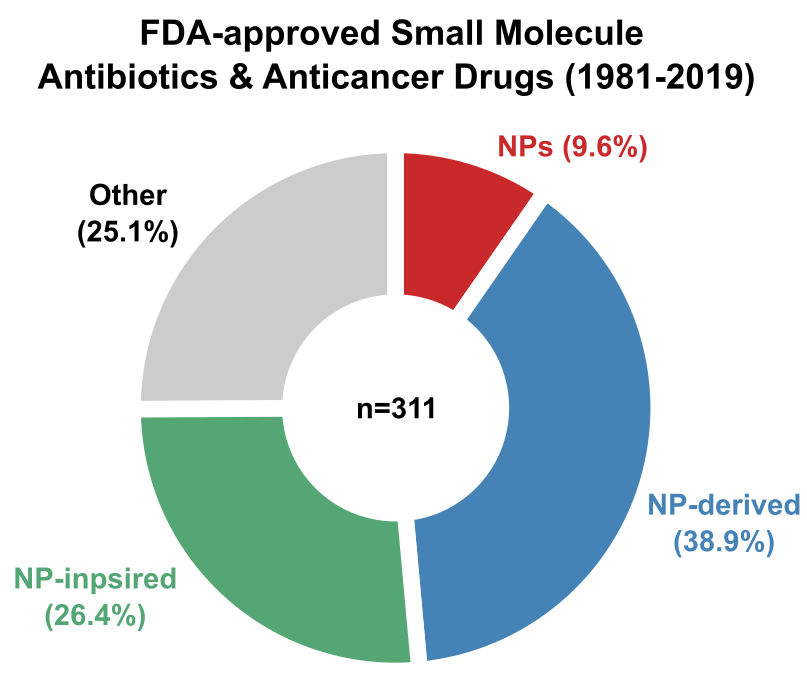 FDA-approved Small Molecule
Antibiotics & Anticancer Drugs (1981-2019)
NPs (9.6%)
Other
(25.1%)
n=311
NP-derived
(38.9%)
NP-inpsired
(26.4%)